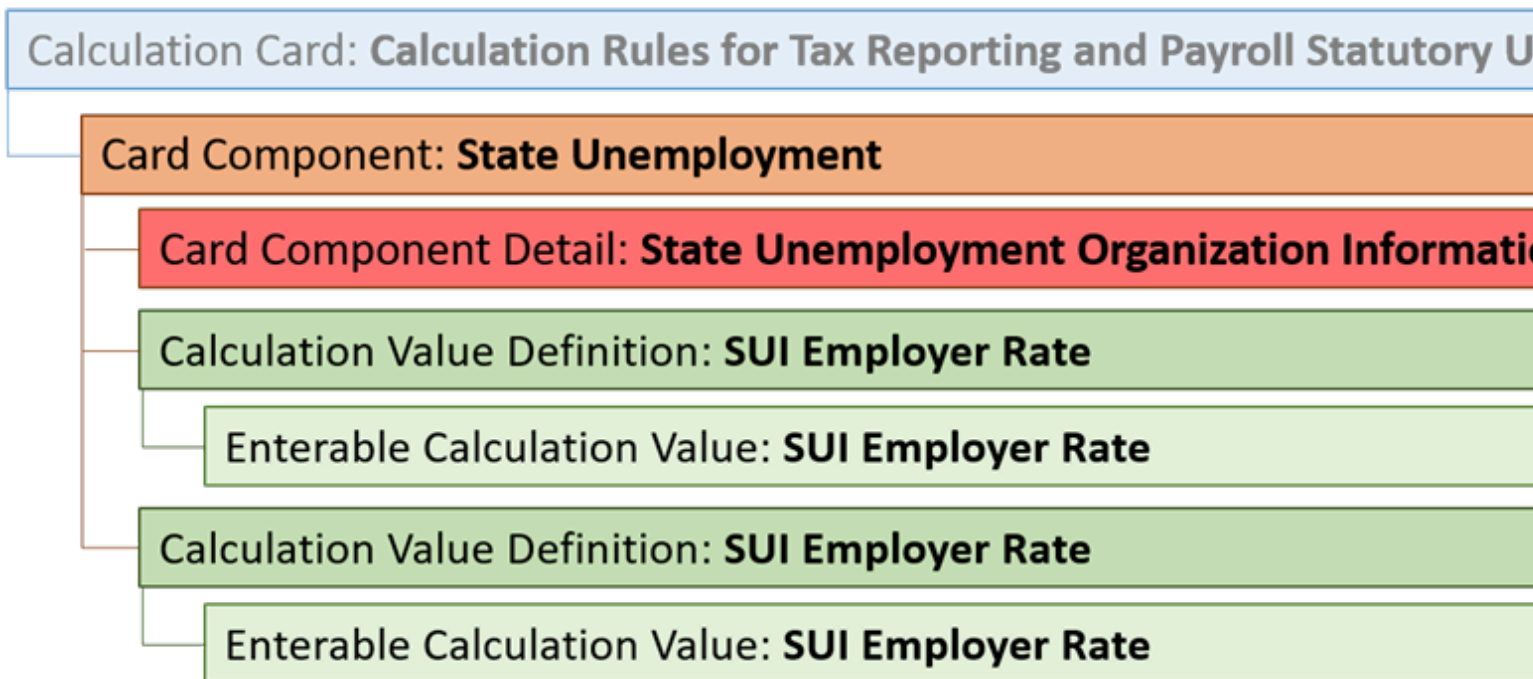 Calculation Card: Calculation Rules for Tax Reporting and Payroll Statutory U
Card Component: State Unemployment
Card Component Detail: State Unemployment Organization Informati
Calculation Value Definition: SUI Employer Rate
Enterable Calculation Value: SUI Employer Rate
Calculation Value Definition: SUI Employer Rate
Enterable Calculation Value: SUI Employer Rate